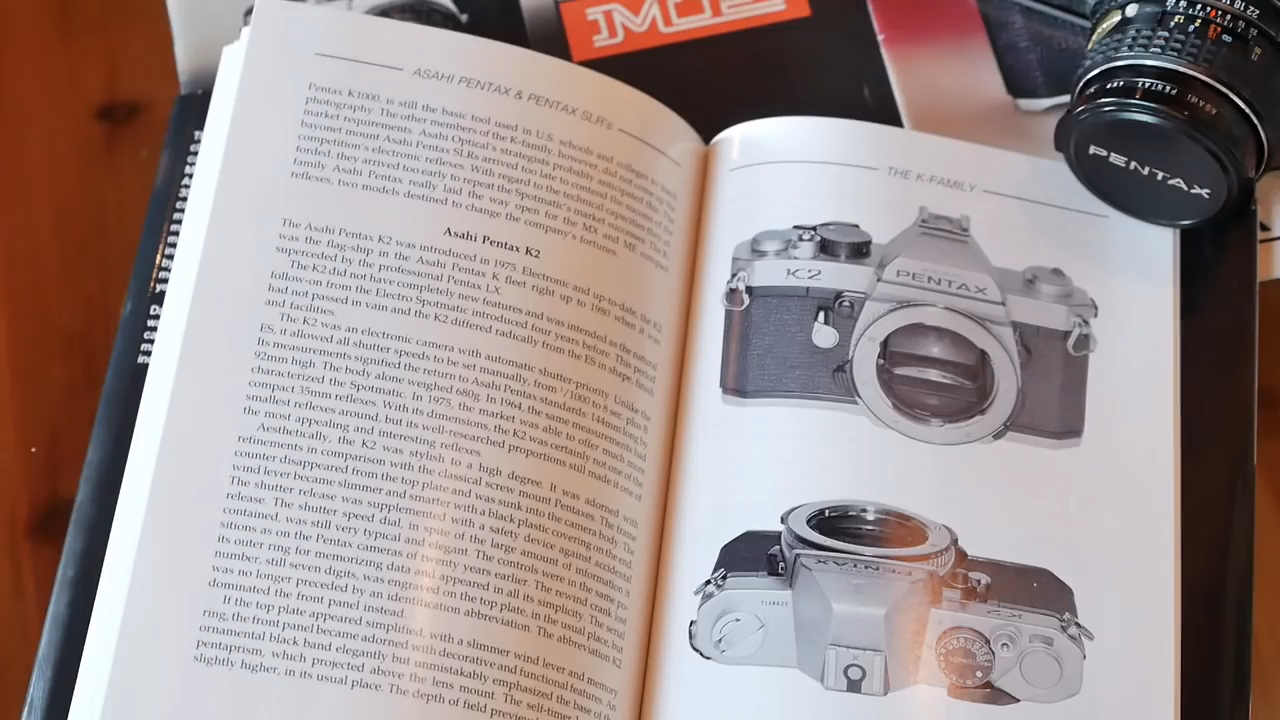 ME
ASAHI PENTAX & PENTAX SLR's
Pentax K1000, is still the basic tool used in U.S. schools and colleges to teach
photography. The other members of the K-family, however, did not come up the
market requirements. Asahi Optical's strategists probably anticipated this. The
bayonet mount Asahi Pentax SLRs arrived too late to contend the success of the
competition's electronic reflexes. With regard to the technical capacities they af-
forded, they arrived too early to repeat the Spotmatic's market successes. The K-
family Asahi Pentax really laid the way open for the MX and ME compact
reflexes, two models destined to change the company's fortunes.
Asahi Pentax K2
The Asahi Pentax K2 was introduced in 1975. Electronic and up-to-date, the K2
was the flag-ship in the Asahi Pentax K fleet right up to 1980 when it was
superceded by the professional Pentax LX.
The K2 did not have completely new features and was intended as the natural
follow-on from the Electro Spotmatic introduced four years before. This period
had not passed in vain and the K2 differed radically from the ES in shape, finish
and facilities.
The K2 was an electronic camera with automatic shutter-priority. Unlike the
ES, it allowed all shutter speeds to be set manually, from 1/1000 to 8 sec. plus B.
Its measurements signified the return to Asahi Pentax standards: 144mm long by
92mm high. The body alone weighed 680g. In 1964, the same measurements had
characterized the Spotmatic. In 1975, the market was able to offer much more
compact 35mm reflexes. With its dimensions, the K2 was certainly not one of the
smallest reflexes around, but its well-researched proportions still made it one of
the most appealing and interesting reflexes.
Aesthetically, the K2 was stylish to a high degree. It was adorned with
refinements in comparison with the classical screw mount Pentaxes. The frame
counter disappeared from the top plate and was sunk into the camera body. The
wind lever became slimmer and smarter with a black plastic covering on the end.
The shutter release was supplemented with a safety device against accidental
release. The shutter speed dial, in spite of the large amount of information it
contained, was still very typical and elegant. The controls were in the same po-
sitions as on the Pentax cameras of twenty years earlier. The rewind crank lost
its outer ring for memorizing data and appeared in all its simplicity. The serial
number, still seven digits, was engraved on the top plate, in the usual place, but
was no longer preceded by an identification abbreviation. The abbreviation K2
dominated the front panel instead.
If the top plate appeared simplified, with a slimmer wind lever and memory
ring, the front panel became adorned with decorative and functional features. An
ornamental black band elegantly but unmistakably emphasized the base of the
pentaprism, which projected above the lens mount. The self-timer
slightly higher, in its usual place. The depth of field preview
THE K-FAMILY
K2
PENTAX
PENTAX
K2
PENTAX
ASAHI PENTAX